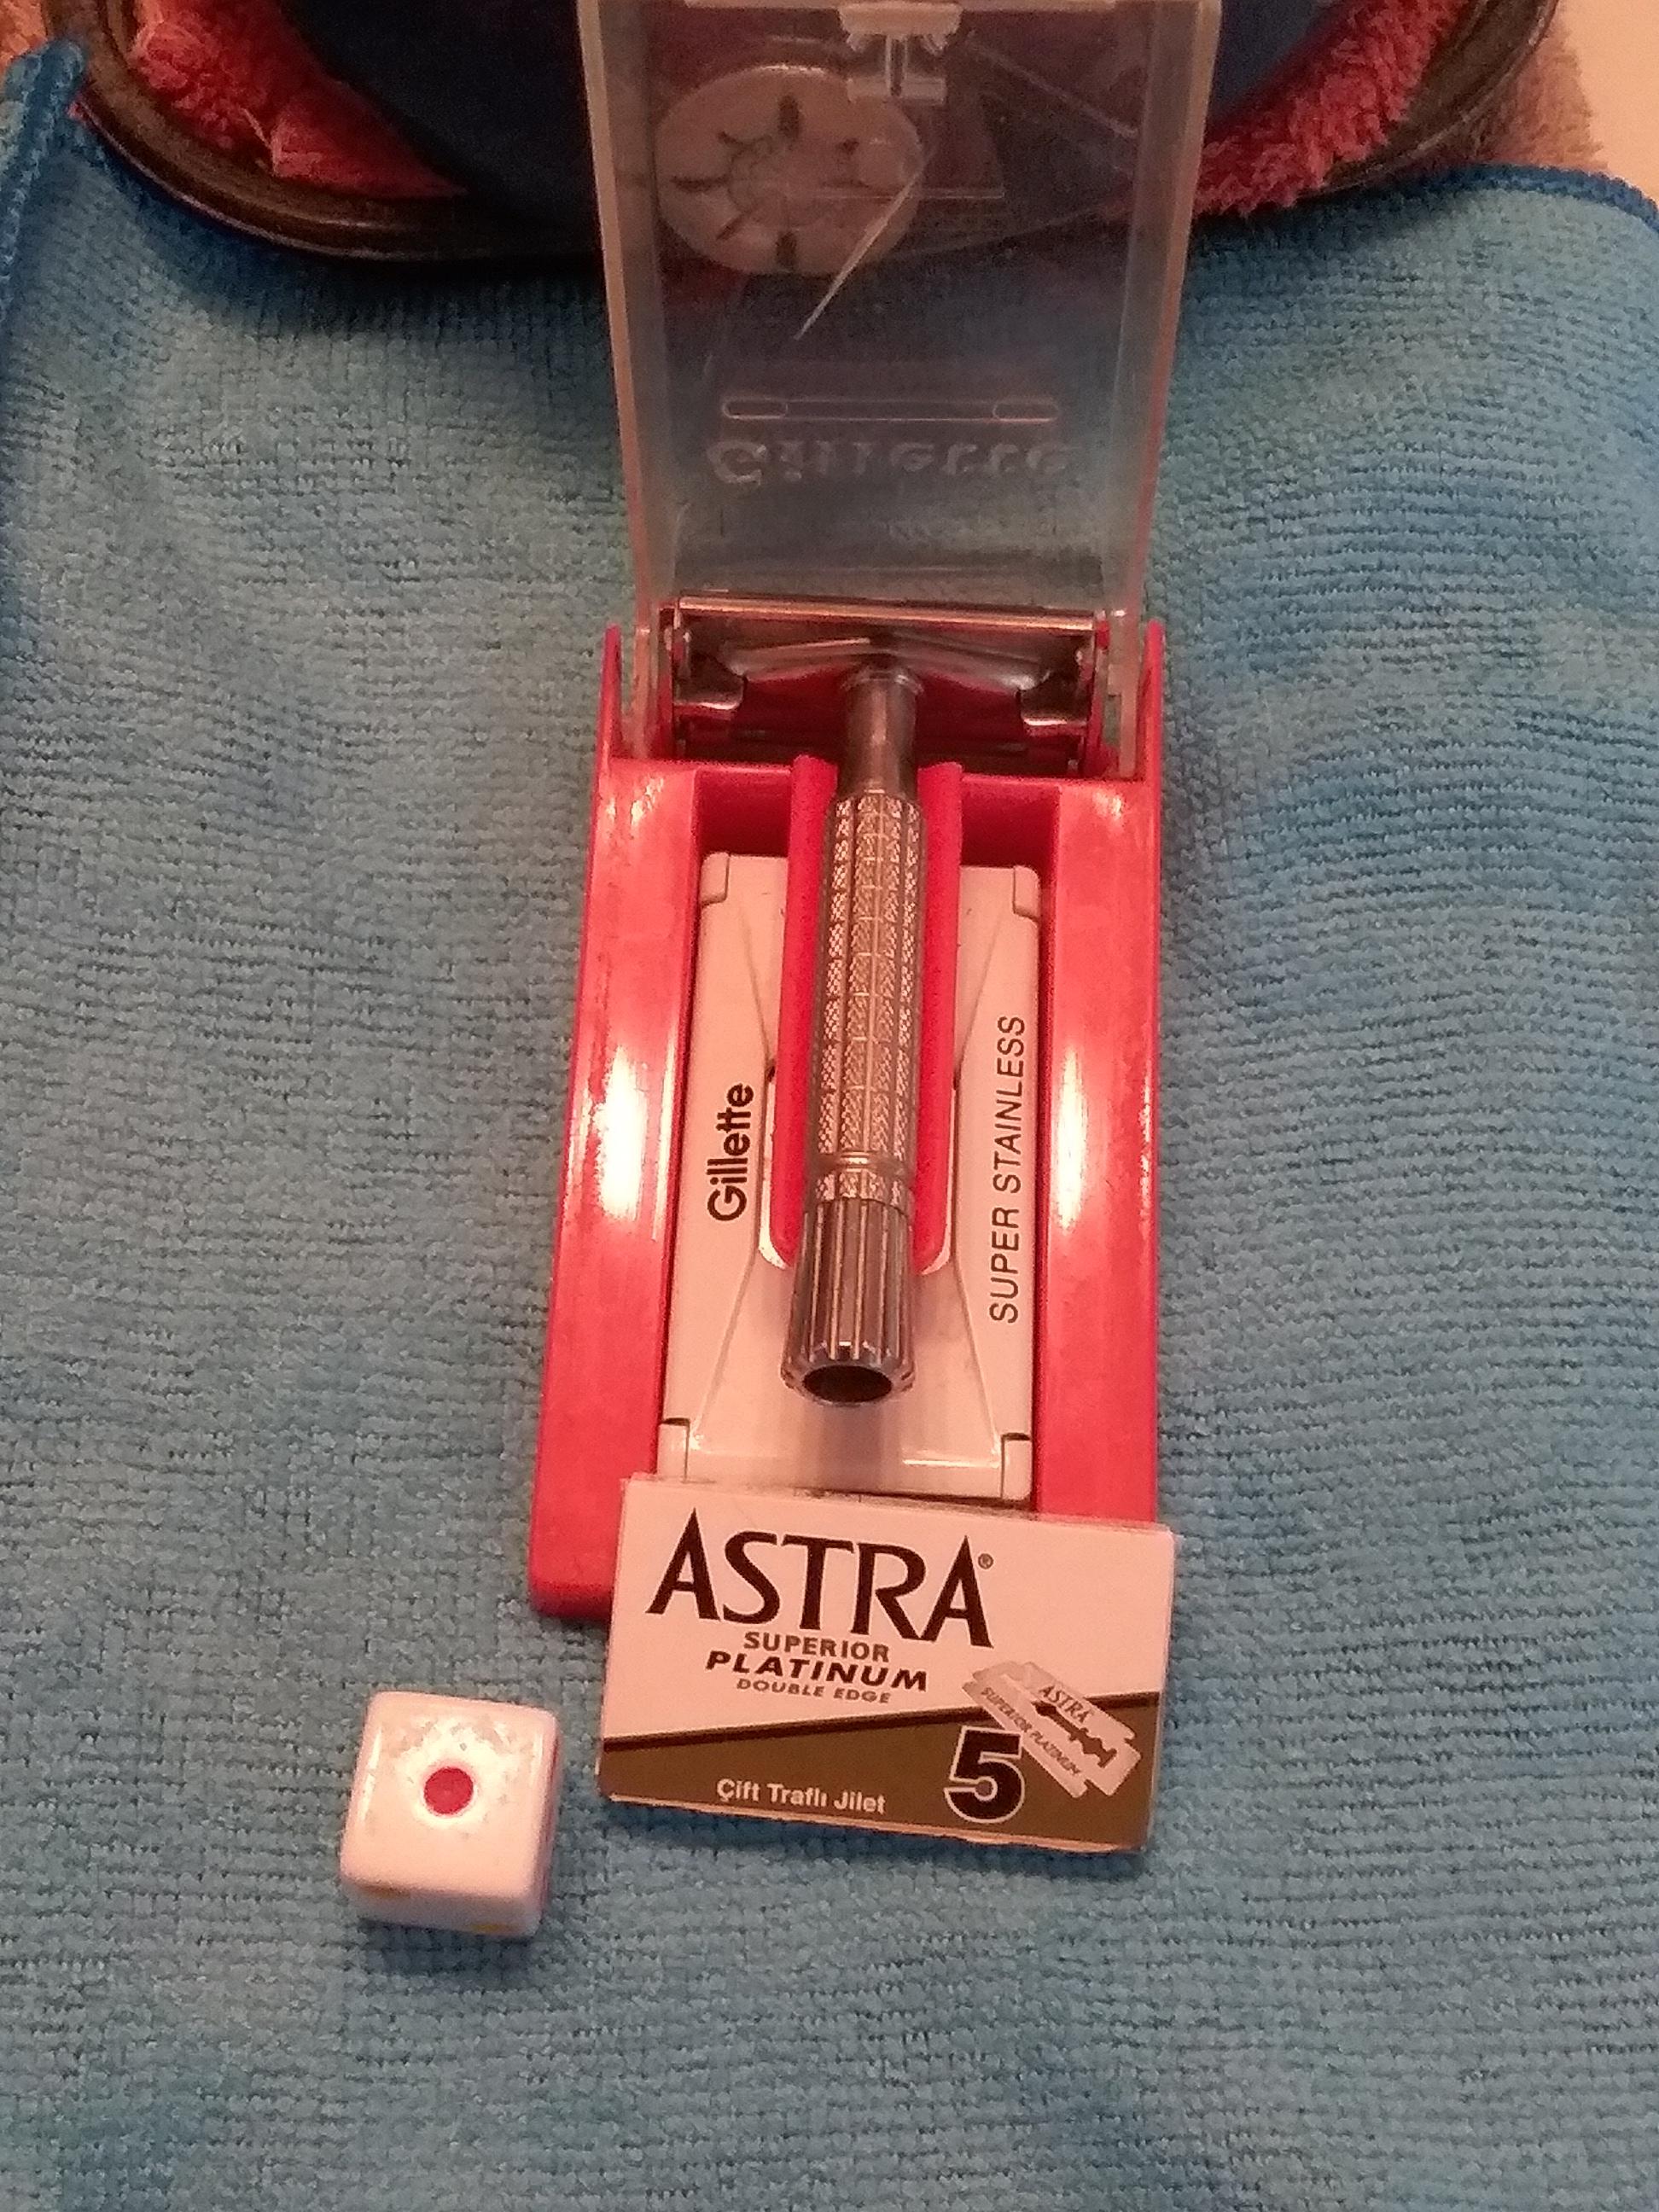 Gillette
Gillette
SUPER STAINLESS
ASTRA®
SUPERIOR
PLATINUM
DOUBLE EDGE
ASTRA
SUPERIOR PLATINUM
5
Çift Traflı Jilet